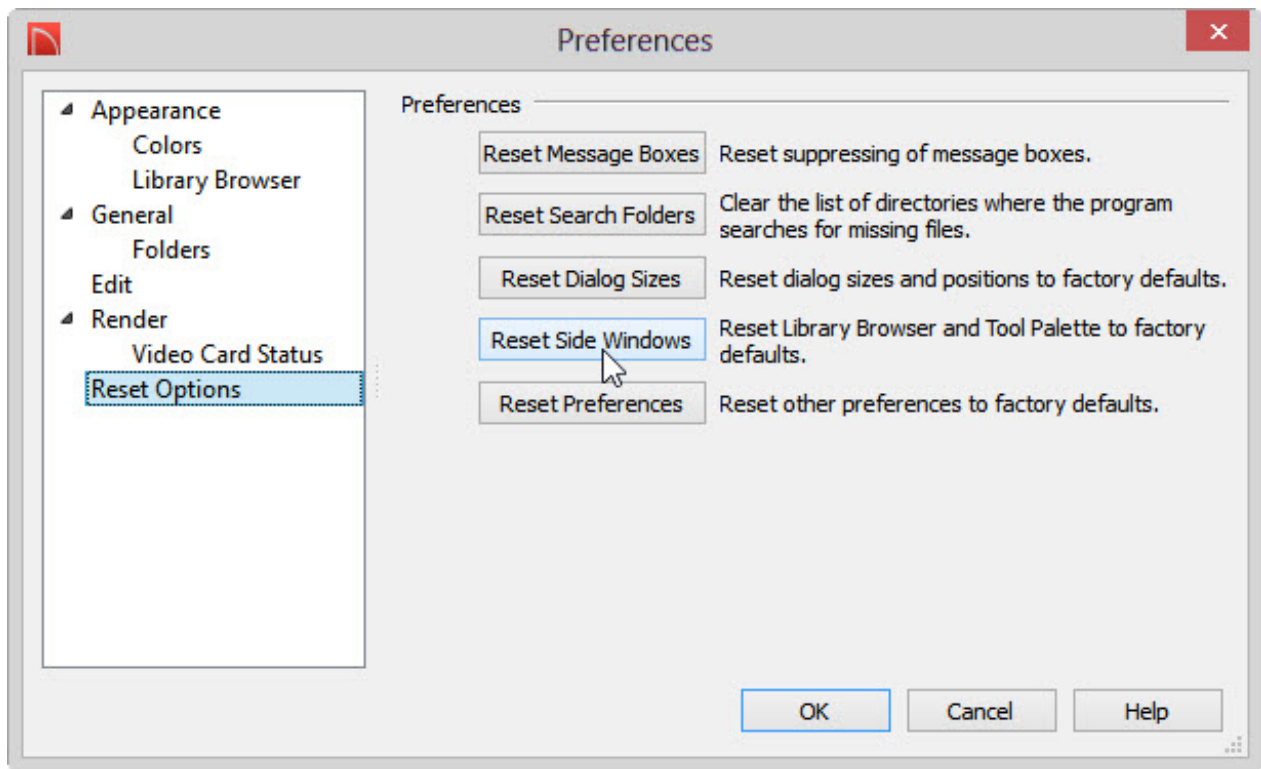 Preferences
Appearance
Colors
Library Browser
General
Folders
Edit
Render
Video Card Status
Reset Options
Preferences
Reset Message Boxes
Reset suppressing of message boxes.
Reset Search Folders
Clear the list of directories where the program
searches for missing files.
Reset Dialog Sizes
Reset dialog sizes and positions to factory defaults.
Reset Side Windows
Reset Library Browser and Tool Palette to factory
defaults.
Reset Preferences
Reset other preferences to factory defaults.
OK
Cancel
Help